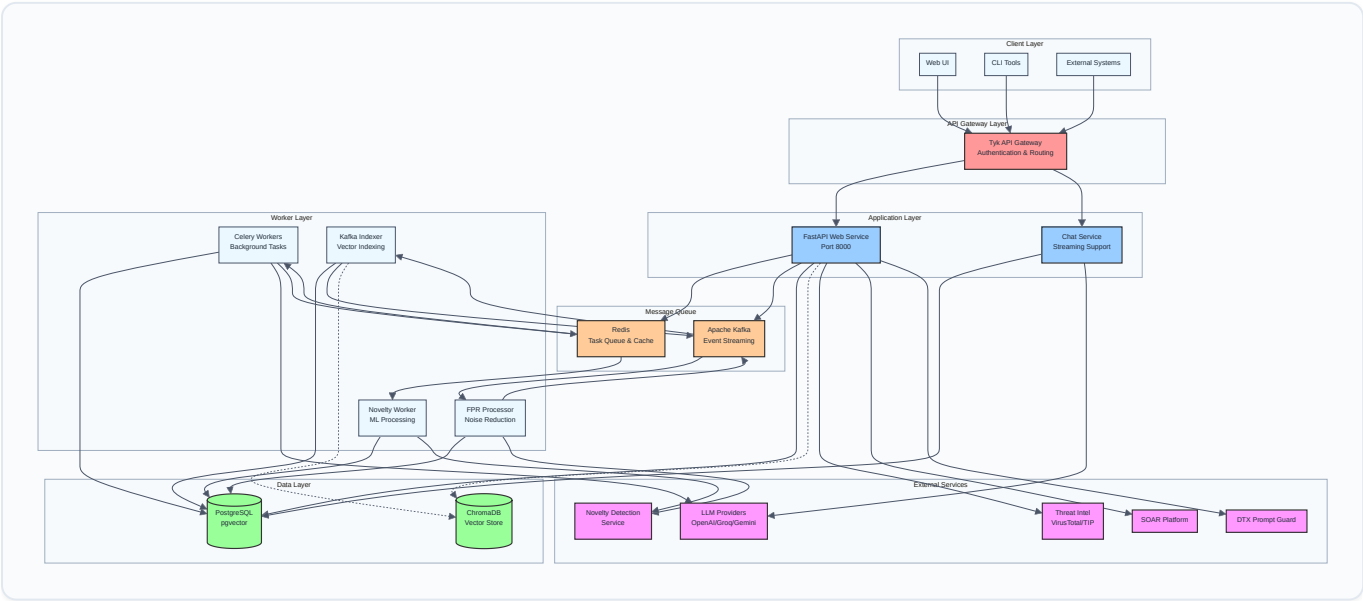 Client Layer
Web UI
CLI Tools
External Systems
API Gateway Layer
Tyk API Gateway
Authentication & Routing
Worker Layer
Celery Workers
Background Tasks
Kafka Indexer
Vector Indexing
Application Layer
FastAPI Web Service
Port 8000
Chat Service
Streaming Support
Message Queue
Redis
Task Queue & Cache
Apache Kafka
Event Streaming
Novelty Worker
ML Processing
FPR Processor
Noise Reduction
Data Layer
PostgreSQL
pgvector
ChromaDB
Vector Store
External Services
Novelty Detection
Service
LLM Providers
OpenAI/Groq/Gemini
Threat Intel
VirusTotal/TIP
SOAR Platform
DTX Prompt Guard